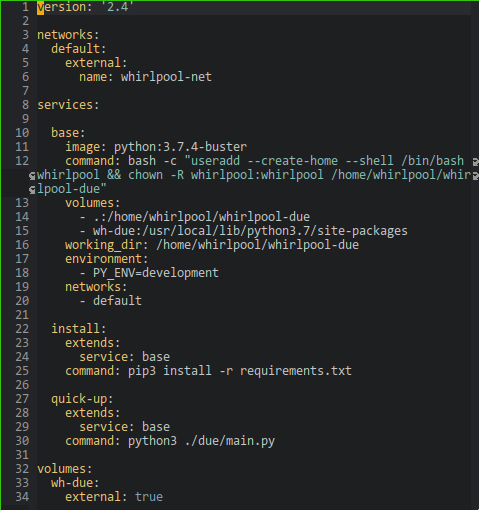 1 version: '2.4'
2
3 networks:
4   default:
5     external:
6       name: whirlpool-net
7
8 services:
9
10   base:
11     image: python:3.7.4-buster
12     command: bash -c "useradd --create-home --shell /bin/bash
whirlpool && chown -R whirlpool:whirlpool /home/whirlpool/whir
lpool-due"
13     volumes:
14       - .:/home/whirlpool/whirlpool-due
15       - wh-due:/usr/local/lib/python3.7/site-packages
16     working_dir: /home/whirlpool/whirlpool-due
17     environment:
18       - PY_ENV=development
19     networks:
20       - default
21
22   install:
23     extends:
24       service: base
25     command: pip3 install -r requirements.txt
26
27   quick-up:
28     extends:
29       service: base
30     command: python3 ./due/main.py
31
32 volumes:
33   wh-due:
34     external: true